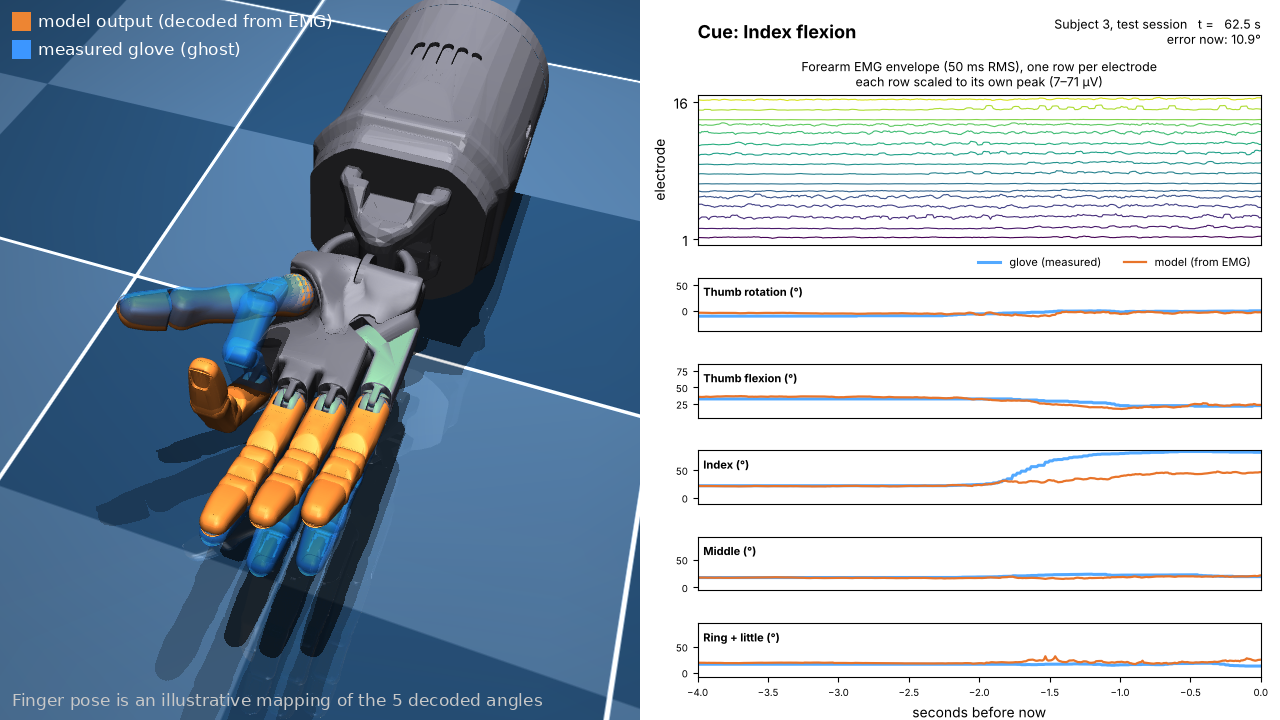 model output (decoded from EMG)
measured glove (ghost)
Finger pose is an illustrative mapping of the 5 decoded angles
Cue: Index flexion
Subject 3, test session t = 62.5 s
error now: 10.9°
Forearm EMG envelope (50 ms RMS), one row per electrode
each row scaled to its own peak (7–71 µV)
16
electrode
1
glove (measured)
model (from EMG)
50
Thumb rotation (°)
0
75
Thumb flexion (°)
50
25
Index (°)
50
0
Middle (°)
50
0
Ring + little (°)
50
0
−4.0 −3.5 −3.0 −2.5 −2.0 −1.5 −1.0 −0.5 0.0
seconds before now